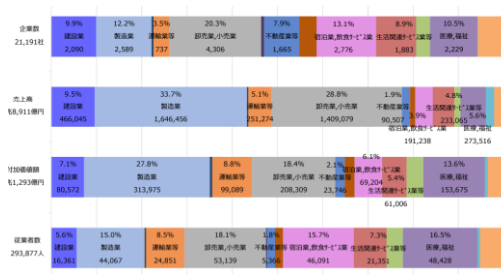 9.9% 12.2% 3.5% 20.3% 7.9% 13.1% 8.9% 10.5%
企業数 建設業 製造業 運輸業等 卸売業,小売業 不動産業等 宿泊業,飲食サービス業 生活関連サービス業等 医療,福祉
21,191社 2,090 2,589 737 4,306 1,665 2,776 1,883 2,229
9.5% 33.7% 5.1% 28.8% 1.9% 3.9% 4.8% 5.6%
売上高 建設業 製造業 運輸業等 卸売業,小売業 不動産業等 宿泊業,飲食サービス業 生活関連サービス業等 医療,福祉
8,911億円 466,045 1,646,456 251,274 1,409,079 90,507 191,238 233,065 273,516
7.1% 27.8% 8.8% 18.4% 2.1% 6.1% 5.4% 13.6%
付加価値額 建設業 製造業 運輸業等 卸売業,小売業 不動産業等 宿泊業,飲食サービス業 生活関連サービス業等 医療,福祉
1,293億円 80,572 313,975 99,089 208,309 23,746 69,204 61,006 153,675
5.6% 15.0% 8.5% 18.1% 1.8% 15.7% 7.3% 16.5%
従業者数 建設業 製造業 運輸業等 卸売業,小売業 不動産業等 宿泊業,飲食サービス業 生活関連サービス業等 医療,福祉
293,877人 16,361 44,067 24,851 53,139 5,366 46,091 21,351 48,428